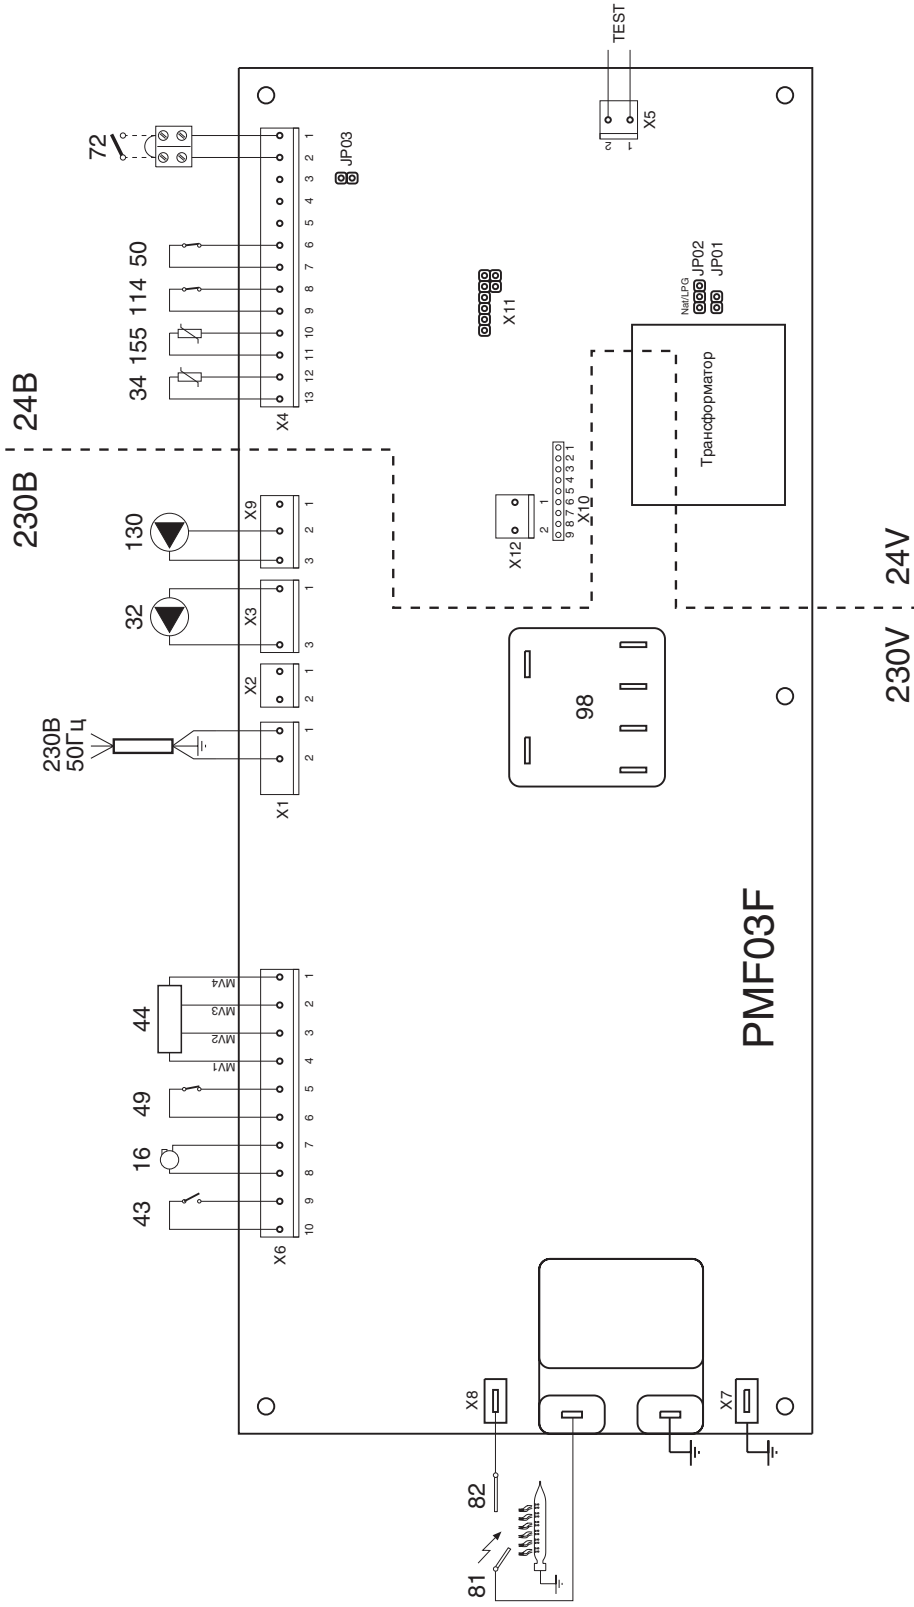 TEST
2
1
X5
72
1
2
3
4
5
6
7
8
9
10
11
12
13
X4
JP03
50
114
155
34
24В
230В
X11
Nat/LPG
JP02
JP01
Трансформатор
130
X9
1
2
3
32
X3
1
3
X2
1
2
230В
50Гц
X1
1
2
X12
2
1
X10
9 8 7 6 5 4 3 2 1
98
24V
230V
44
MV4
MV3
MV2
MV1
49
16
43
X6
1
2
3
4
5
6
7
8
9
10
PMF03F
X8
X7
82
81